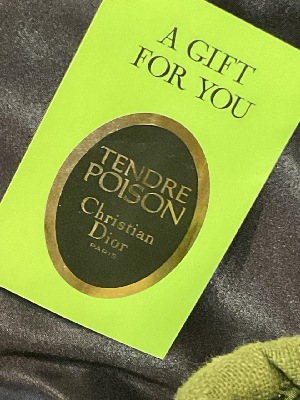 A GIFT
FOR YOU
TENDRE
POISON
Christian
Dior
PARIS